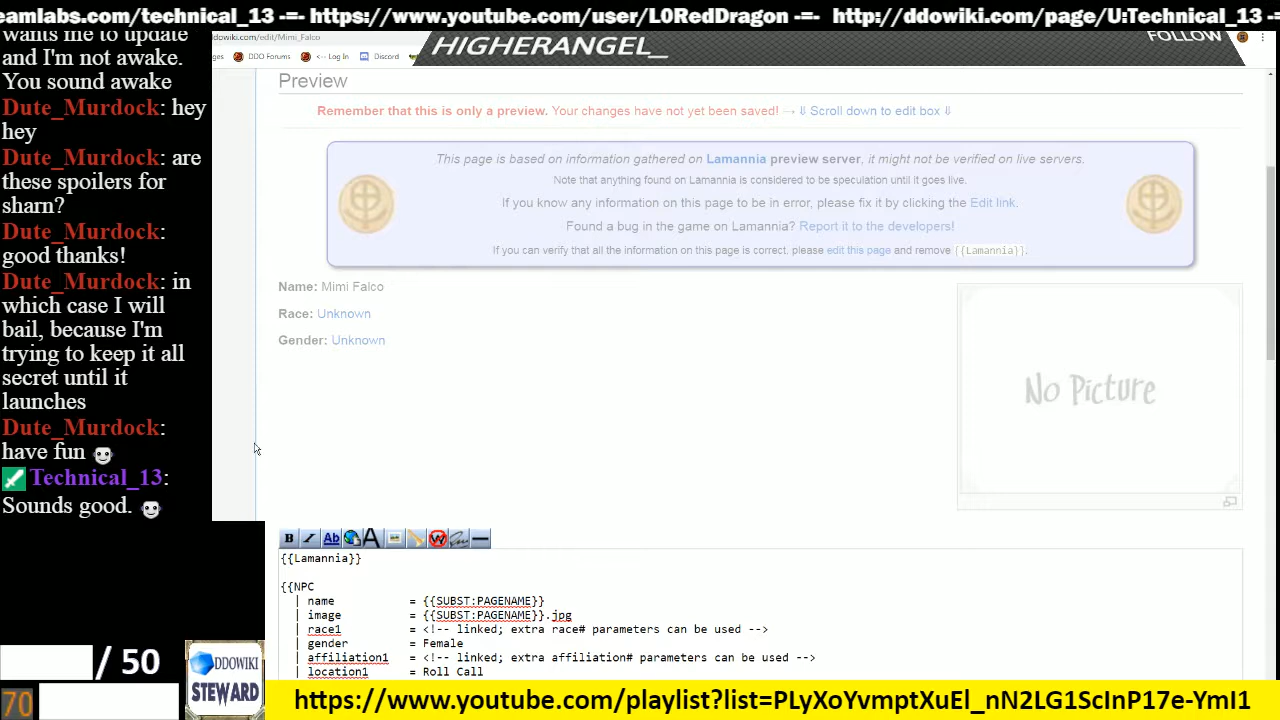 eamlabs.com/technical_13 -=- https://www.youtube.com/user/L0RedDragon -=- http://ddowiki.com/page/U:Technical_13 -=
wants me to update
and I'm not awake.
You sound awake
Dute_Murdock: hey
hey
Dute_Murdock: are
these spoilers for
sharn?
Dute_Murdock:
good thanks!
Dute_Murdock: in
which case I will
bail, because I'm
trying to keep it all
secret until it
launches
Dute_Murdock:
have fun
Technical_13:
Sounds good.
/ 50
70
DDOWIKI
STEWARD
ddowiki.com/edit/Mimi_Falco
HIGHERANGEL_
FOLLOW
ges DDO Forums <-- Log In Discord
Preview
Remember that this is only a preview. Your changes have not yet been saved! → ⇓ Scroll down to edit box ⇓
This page is based on information gathered on Lamannia preview server, it might not be verified on live servers.
Note that anything found on Lamannia is considered to be speculation until it goes live.
If you know any information on this page to be in error, please fix it by clicking the Edit link.
Found a bug in the game on Lamannia? Report it to the developers!
If you can verify that all the information on this page is correct, please edit this page and remove {{Lamannia}}.
Name: Mimi Falco
Race: Unknown
Gender: Unknown
No Picture
B I Ab A W
{{Lamannia}}
{{NPC
| name = {{SUBST:PAGENAME}}
| image = {{SUBST:PAGENAME}}.jpg
| race1 = <!-- linked; extra race# parameters can be used -->
| gender = Female
| affiliation1 = <!-- linked; extra affiliation# parameters can be used -->
| location1 = Roll Call
https://www.youtube.com/playlist?list=PLyXoYvmptXuEl_nN2LG1ScInP17e-YmI1